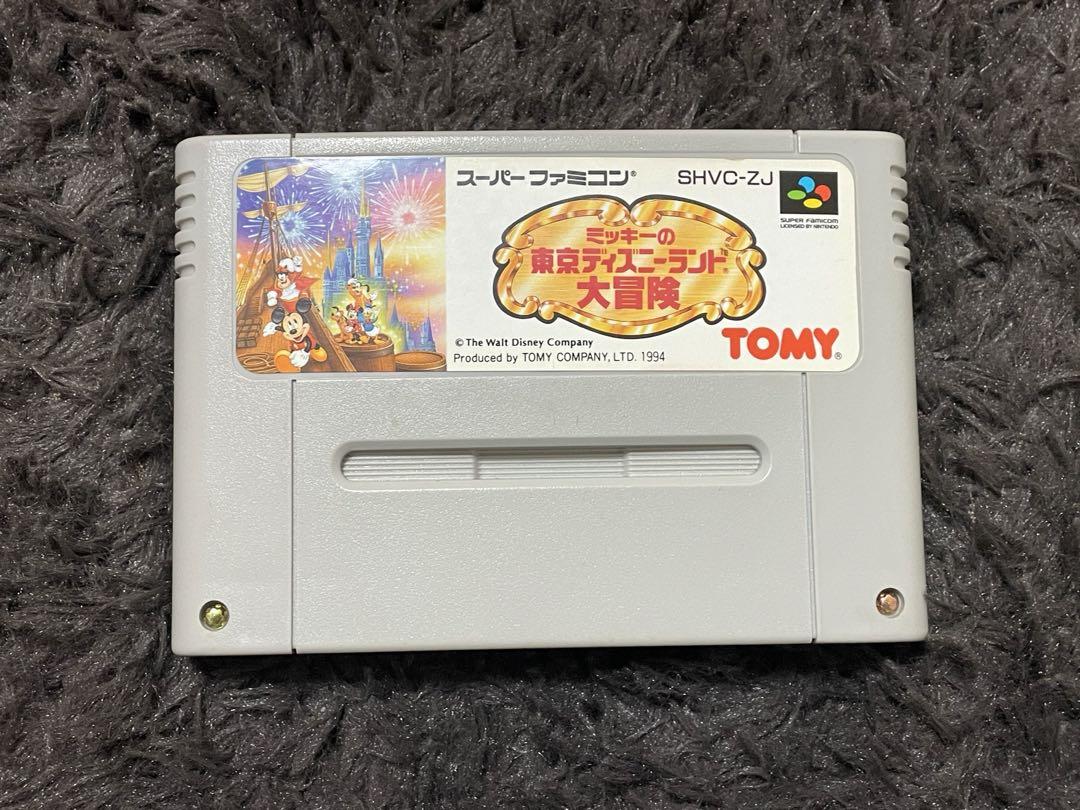 スーパーファミコン®
SHVC-ZJ
SUPER FAMICOM
LICENSED BY NINTENDO
ミッキーの
東京ディズニーランド
大冒険
© The Walt Disney Company
Produced by TOMY COMPANY, LTD. 1994
TOMY®